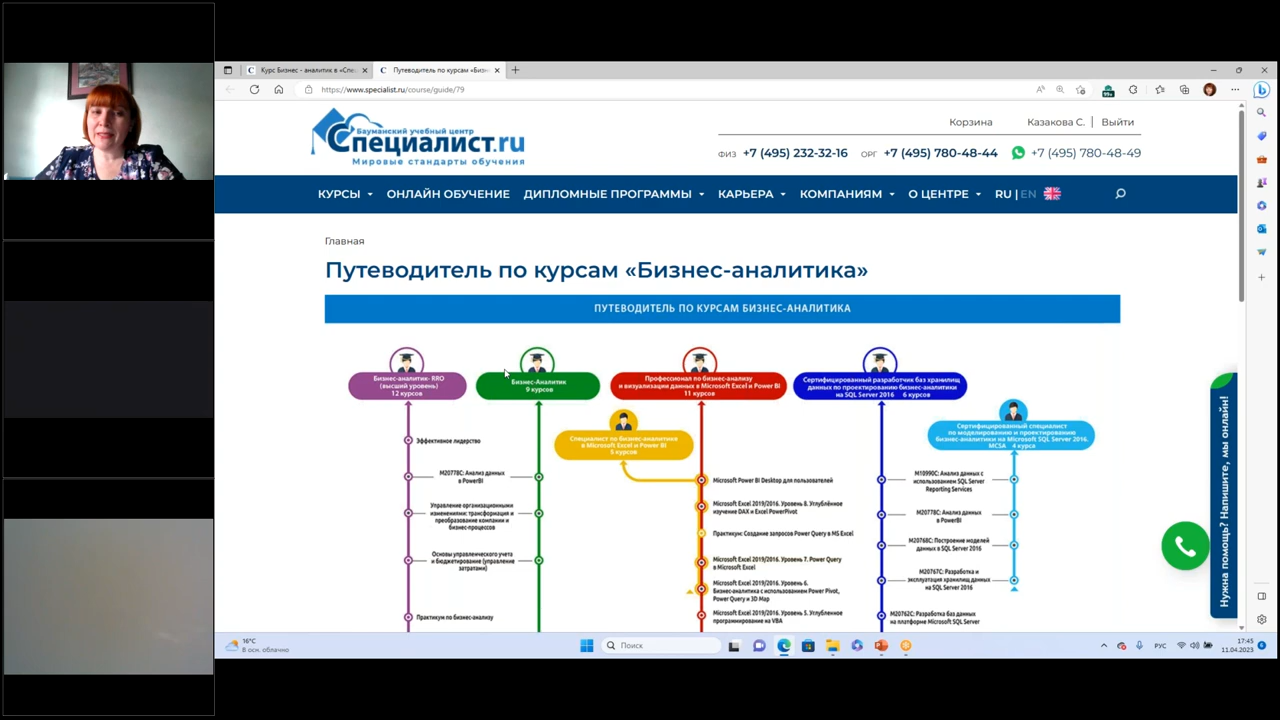 Курс Бизнес - аналитик в «Спе
Путеводитель по курсам «Бизн
https://www.specialist.ru/course/guide/79
Бауманский учебный центр
Специалист.ru
Мировые стандарты обучения
Корзина
Казакова С. | Выйти
ФИЗ +7 (495) 232-32-16 ОРГ +7 (495) 780-48-44 +7 (495) 780-48-49
КУРСЫ ОНЛАЙН ОБУЧЕНИЕ ДИПЛОМНЫЕ ПРОГРАММЫ КАРЬЕРА КОМПАНИЯМ О ЦЕНТРЕ RU | EN
Главная
Путеводитель по курсам «Бизнес-аналитика»
ПУТЕВОДИТЕЛЬ ПО КУРСАМ БИЗНЕС-АНАЛИТИКА
Бизнес-аналитик- RRO
(высший уровень)
12 курсов
Бизнес-Аналитик
9 курсов
Профессионал по бизнес-анализу
и визуализации данных в Microsoft Excel и Power BI
11 курсов
Сертифицированный разработчик баз хранилищ
данных по проектированию бизнес-аналитики
на SQL Server 2016 6 курсов
Специалист по бизнес-аналитика
в Microsoft Excel и Power BI
5 курсов
Сертифицированный специалист
по моделированию и проектированию
бизнес-аналитики на Microsoft SQL Server 2016.
MCSA 4 курса
Эффективное лидерство
M20778C: Анализ данных
в PowerBI
Управление организационными
изменениями: трансформация и
преобразование компании и
бизнес-процессов
Основы управленческого учета
и бюджетирование (управление
затратами)
Практикум по бизнес-анализу
Microsoft Power BI Desktop для пользователей
Microsoft Excel 2019/2016. Уровень 8. Углублённое
изучение DAX и Excel PowerPivot
Практикум: Создание запросов Power Query в MS Excel
Microsoft Excel 2019/2016. Уровень 7. Power Query
в Microsoft Excel
Microsoft Excel 2019/2016. Уровень 6.
Бизнес-аналитика с использованием Power Pivot,
Power Query и 3D Map
Microsoft Excel 2019/2016. Уровень 5. Углубленное
программирование на VBA
M10990C: Анализ данных с
использованием SQL Server
Reporting Services
M20778C: Анализ данных
в PowerBI
M20768C: Построение моделей
данных в SQL Server 2016
M20767C: Разработка и
эксплуатация хранилищ данных
на SQL Server 2016
M20762C: Разработка баз данных
на платформе Microsoft SQL Server
Нужна помощь? Напишите, мы онлайн!
16°C
В осн. облачно
Поиск
РУС
17:45
11.04.2023